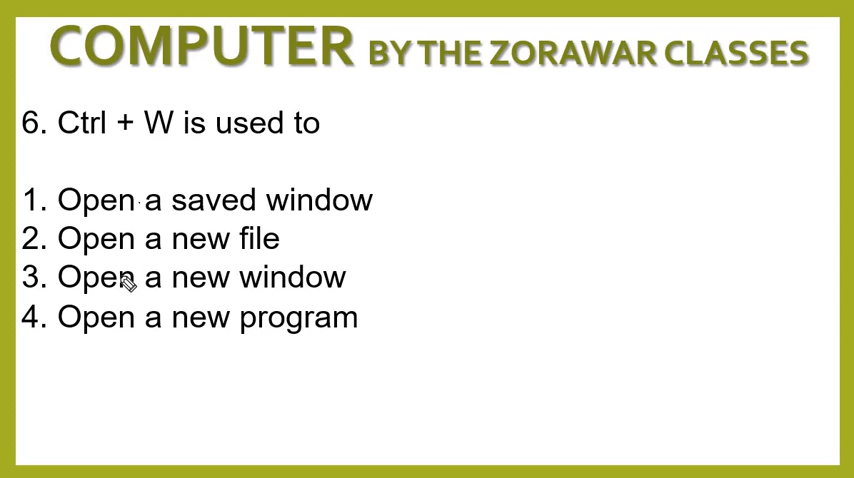 COMPUTER BY THE ZORAWAR CLASSES
6. Ctrl + W is used to
1. Open a saved window
2. Open a new file
3. Open a new window
4. Open a new program